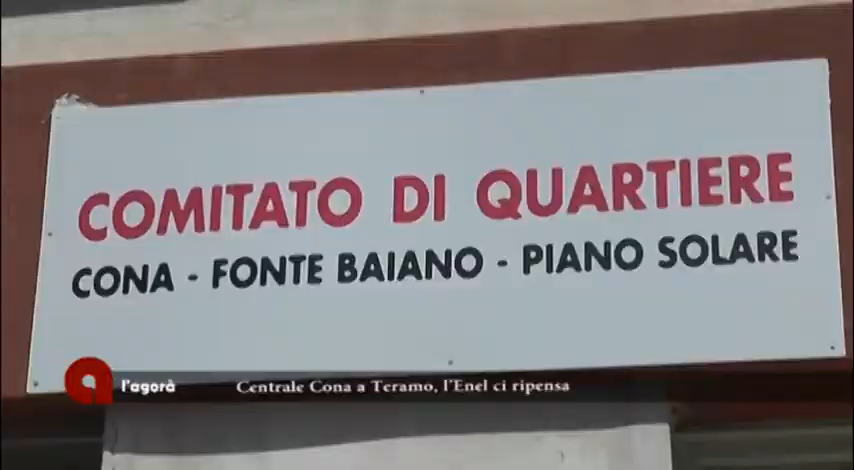 COMITATO DI QUARTIERE
CONA - FONTE BAIANO - PIANO SOLARE
l'agorà Centrale Cona a Teramo, l'Enel ci ripensa